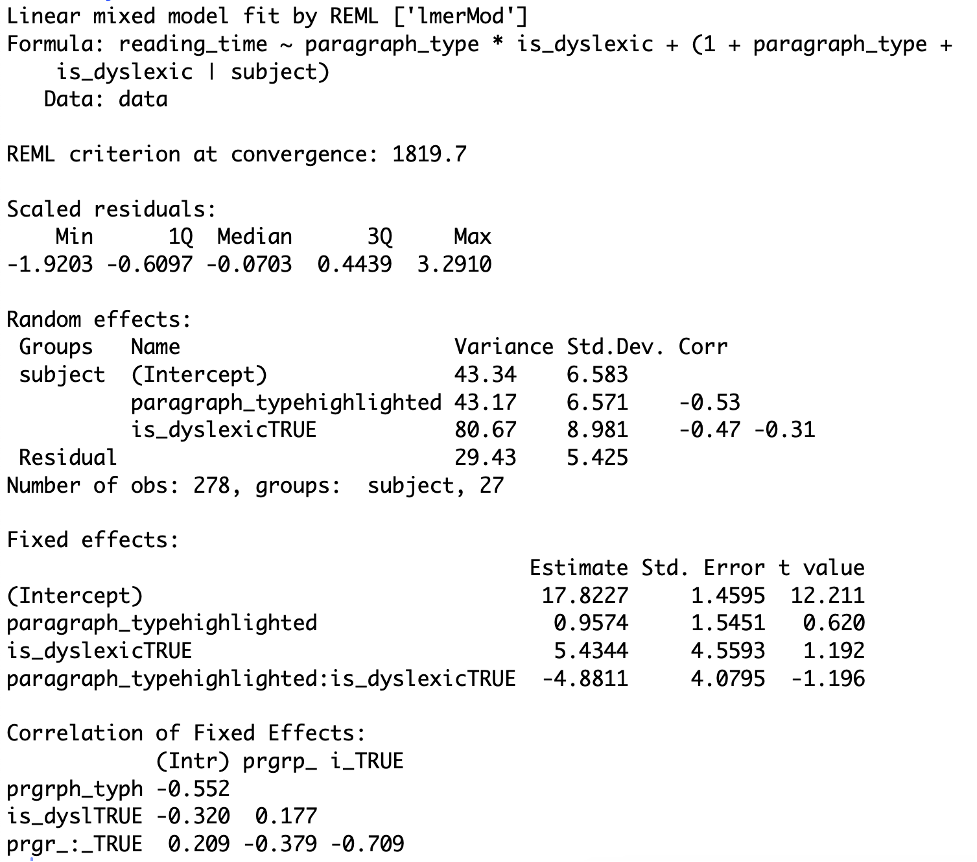 Linear mixed model fit by REML ['lmerMod']
Formula: reading_time ~ paragraph_type * is_dyslexic + (1 + paragraph_type +
    is_dyslexic | subject)
   Data: data

REML criterion at convergence: 1819.7

Scaled residuals:
    Min      1Q  Median      3Q     Max
-1.9203 -0.6097 -0.0703  0.4439  3.2910

Random effects:
 Groups   Name                      Variance Std.Dev. Corr
 subject  (Intercept)               43.34    6.583
          paragraph_typehighlighted 43.17    6.571    -0.53
          is_dyslexicTRUE           80.67    8.981    -0.47 -0.31
 Residual                           29.43    5.425
Number of obs: 278, groups:  subject, 27

Fixed effects:
                                          Estimate Std. Error t value
(Intercept)                                17.8227     1.4595  12.211
paragraph_typehighlighted                   0.9574     1.5451   0.620
is_dyslexicTRUE                             5.4344     4.5593   1.192
paragraph_typehighlighted:is_dyslexicTRUE  -4.8811     4.0795  -1.196

Correlation of Fixed Effects:
            (Intr) prgrp_ i_TRUE
prgrph_typh -0.552
is_dyslTRUE -0.320  0.177
prgr_:_TRUE  0.209 -0.379 -0.709